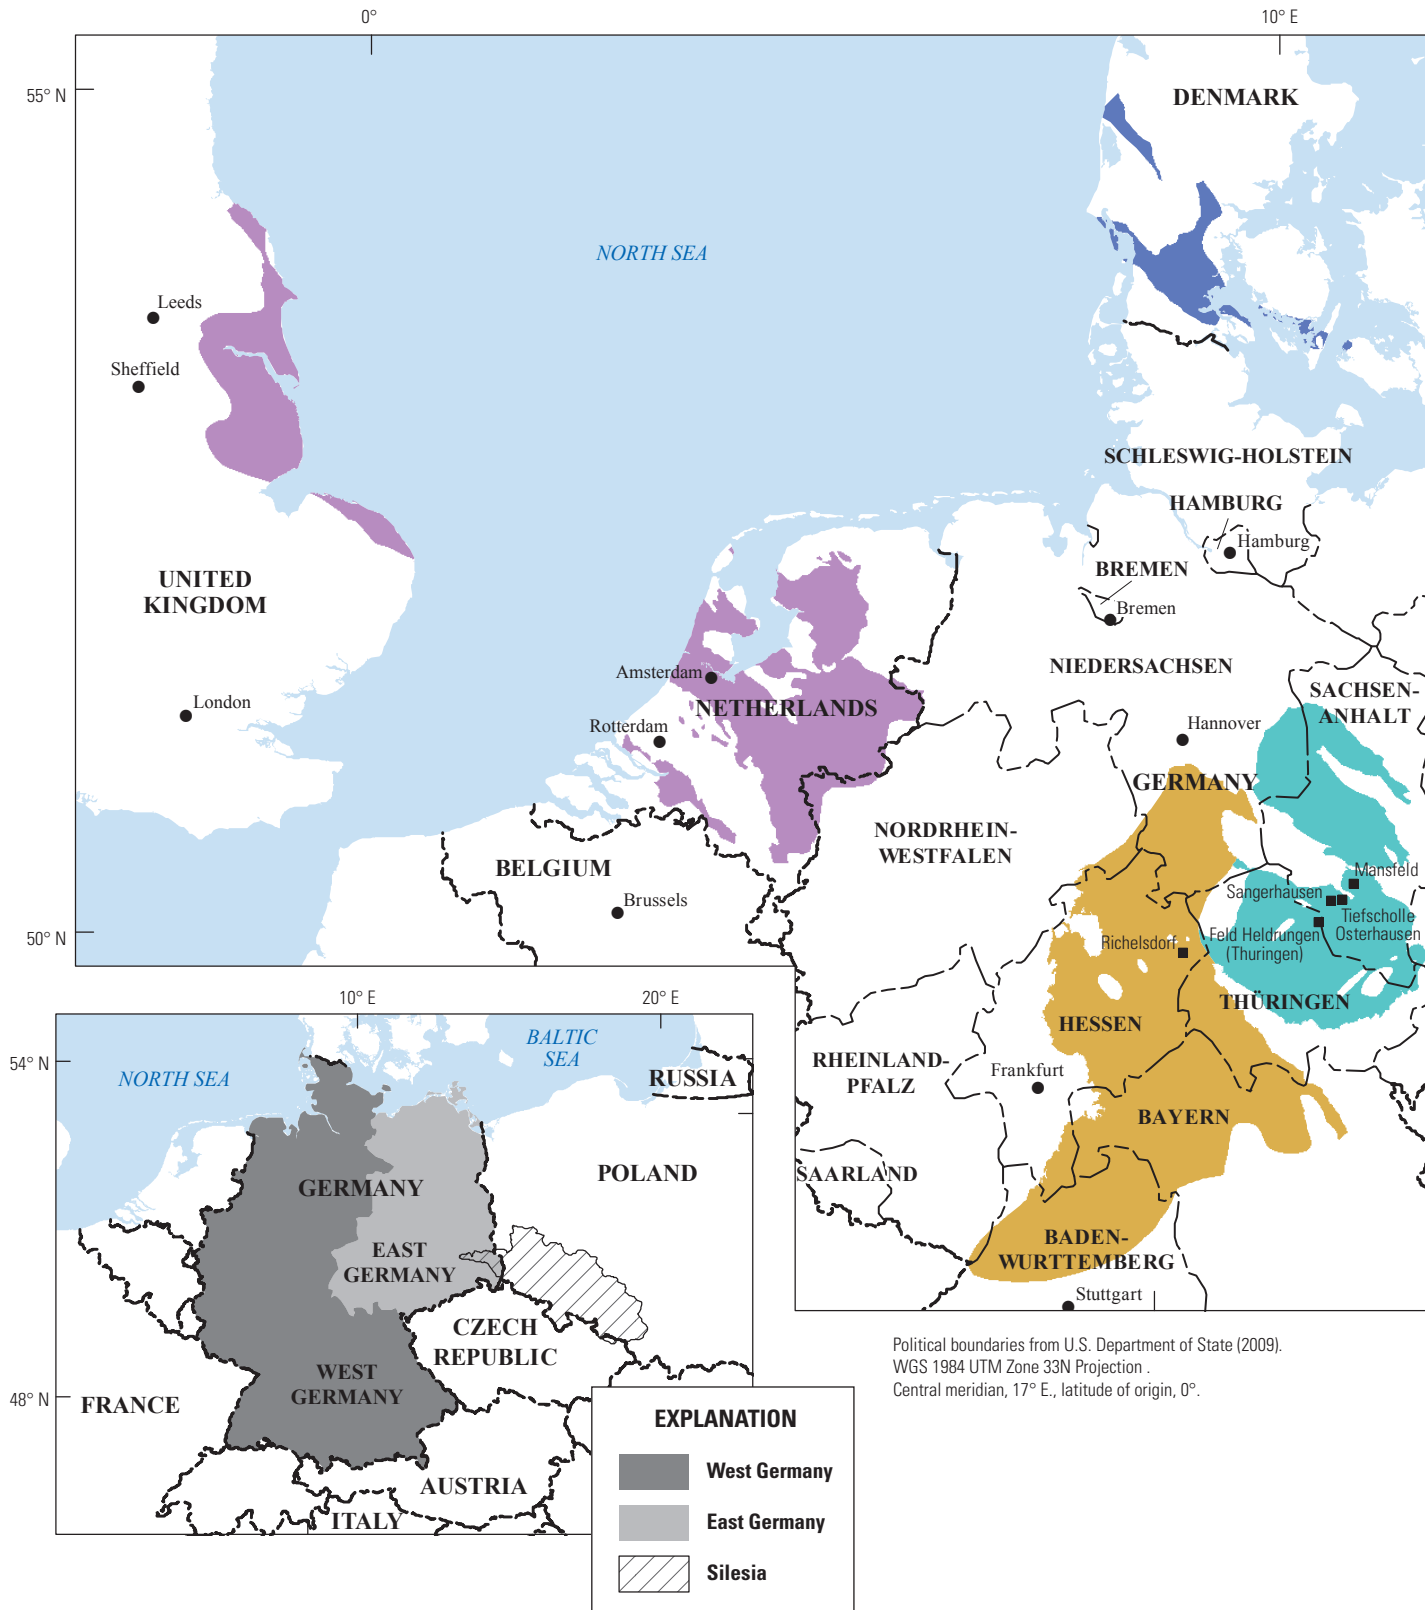 0°
10° E
55° N
DENMARK
NORTH SEA
Leeds
Sheffield
SCHLESWIG-HOLSTEIN
HAMBURG
Hamburg
UNITED
KINGDOM
BREMEN
Bremen
NIEDERSACHSEN
Amsterdam
SACHSEN-
ANHALT
London
NETHERLANDS
Rotterdam
Hannover
GERMANY
NORDRHEIN-
WESTFALEN
BELGIUM
Mansfeld
Sangerhausen
Brussels
Tiefscholle
Osterhausen
50° N
Richelsdorf
Feld Heldrungen
(Thuringen)
10° E
20° E
THÜRINGEN
HESSEN
54° N
NORTH SEA
BALTIC
SEA
RUSSIA
RHEINLAND-
PFALZ
Frankfurt
BAYERN
POLAND
GERMANY
SAARLAND
EAST
GERMANY
BADEN-
WURTTEMBERG
Stuttgart
CZECH
REPUBLIC
WEST
GERMANY
48° N
FRANCE
AUSTRIA
ITALY
Political boundaries from U.S. Department of State (2009).
WGS 1984 UTM Zone 33N Projection .
Central meridian, 17° E., latitude of origin, 0°.
EXPLANATION
West Germany
East Germany
Silesia